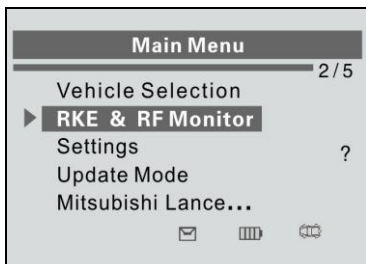 Main Menu
2/5
Vehicle Selection
RKE & RF Monitor
Settings
?
Update Mode
Mitsubishi Lance...